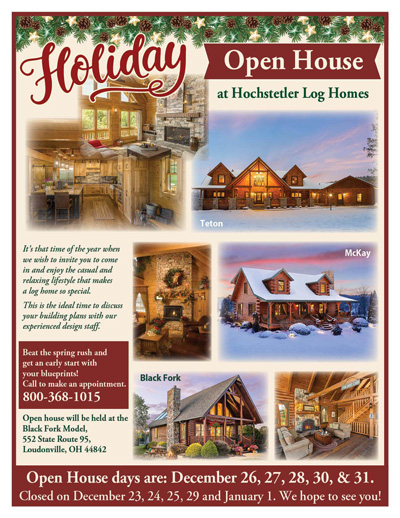 Holiday
Open House
at Hochstetler Log Homes
Teton
It's that time of the year when
we wish to invite you to come
in and enjoy the casual and
relaxing lifestyle that makes
a log home so special.
This is the ideal time to discuss
your building plans with our
experienced design staff.
McKay
Beat the spring rush and
get an early start with
your blueprints!
Call to make an appointment.
800-368-1015
Black Fork
Open house will be held at the
Black Fork Model,
552 State Route 95,
Loudonville, OH 44842
Open House days are: December 26, 27, 28, 30, & 31.
Closed on December 23, 24, 25, 29 and January 1. We hope to see you!